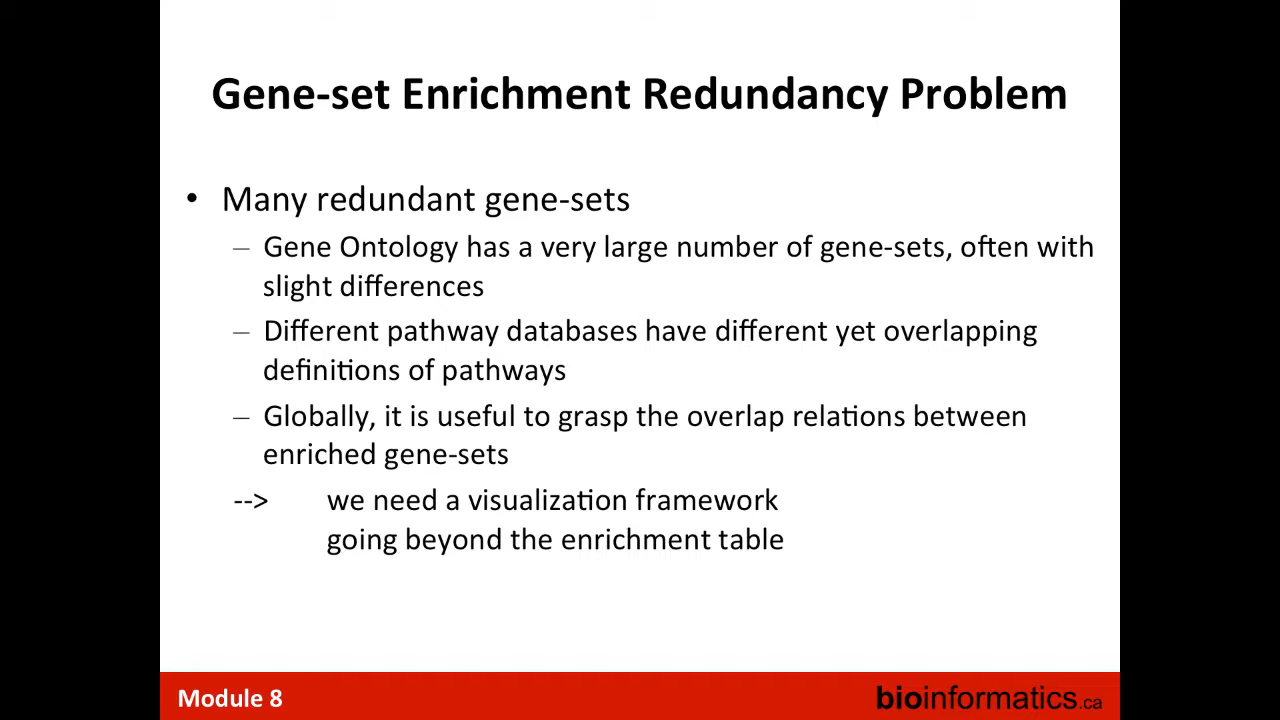 Gene-set Enrichment Redundancy Problem
• Many redundant gene-sets
– Gene Ontology has a very large number of gene-sets, often with
slight differences
– Different pathway databases have different yet overlapping
definitions of pathways
– Globally, it is useful to grasp the overlap relations between
enriched gene-sets
--> we need a visualization framework
going beyond the enrichment table
Module 8
bioinformatics.ca